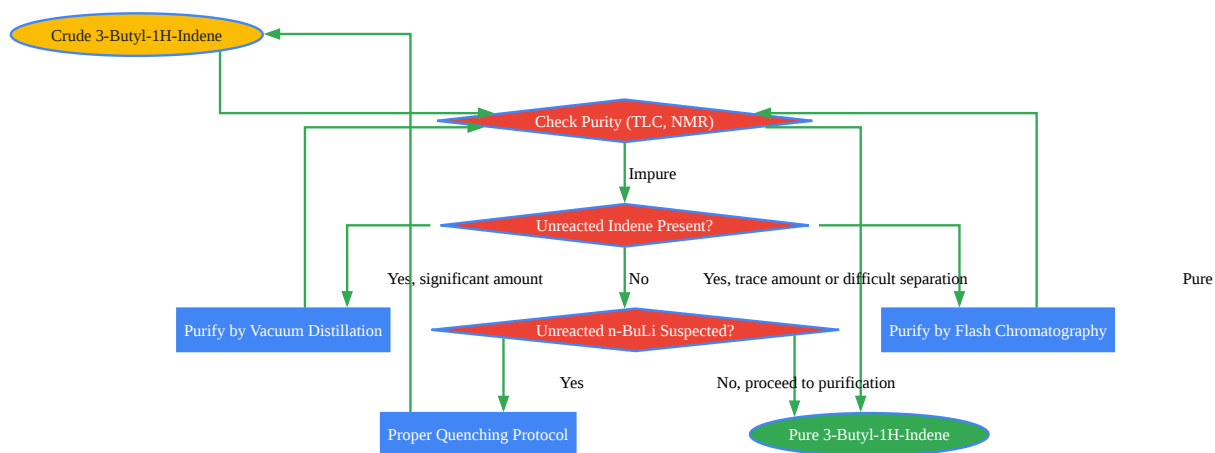 Crude 3-Butyl-1H-Indene
Check Purity (TLC, NMR)
Impure
Unreacted Indene Present?
Yes, significant amount
No
Yes, trace amount or difficult separation
Pure
Purify by Vacuum Distillation
Unreacted n-BuLi Suspected?
Purify by Flash Chromatography
Yes
No, proceed to purification
Proper Quenching Protocol
Pure 3-Butyl-1H-Indene